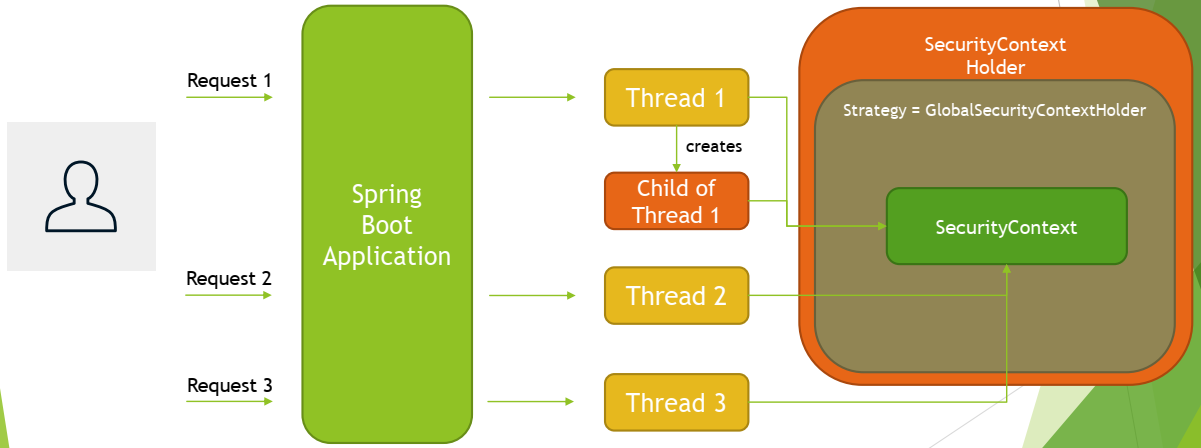 Request 1
Request 2
Request 3
Spring
Boot
Application
Thread 1
creates
Child of
Thread 1
Thread 2
Thread 3
SecurityContext
Holder
Strategy = GlobalSecurityContextHolder
SecurityContext